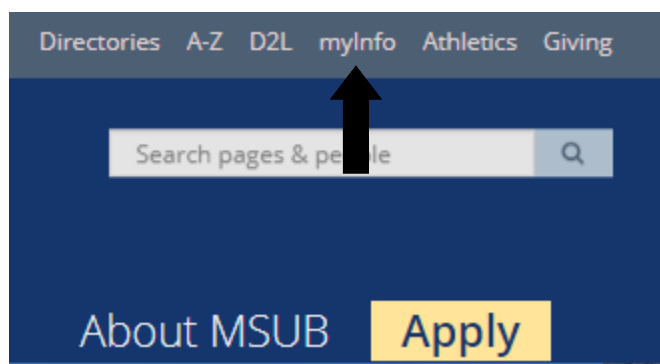 Directories A-Z D2L myInfo Athletics Giving
Search pages & people
About MSUB Apply